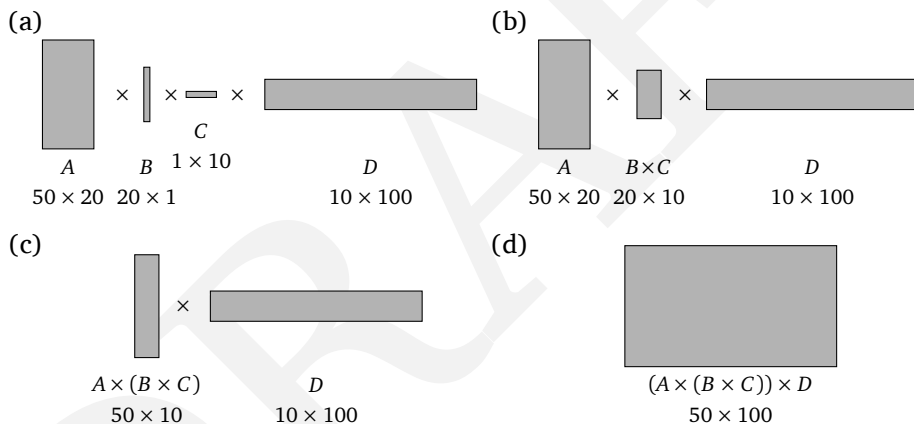 (a)
× × ×
A B C D
50 × 20 20 × 1 1 × 10 10 × 100
(b)
× ×
A B×C D
50 × 20 20 × 10 10 × 100
(c)
×
A × (B × C) D
50 × 10 10 × 100
(d)
(A × (B × C)) × D
50 × 100